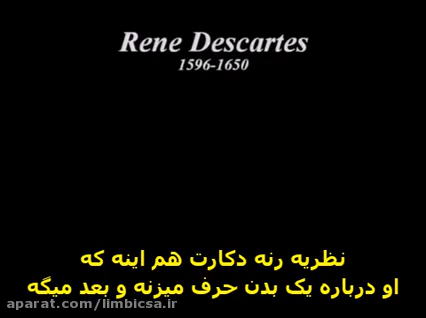 Rene Descartes
1596-1650
نظریه رنه دکارت هم اینه که
او درباره یک بدن حرف میزنه و بعد میگه
aparat.com/limbicsa.ir